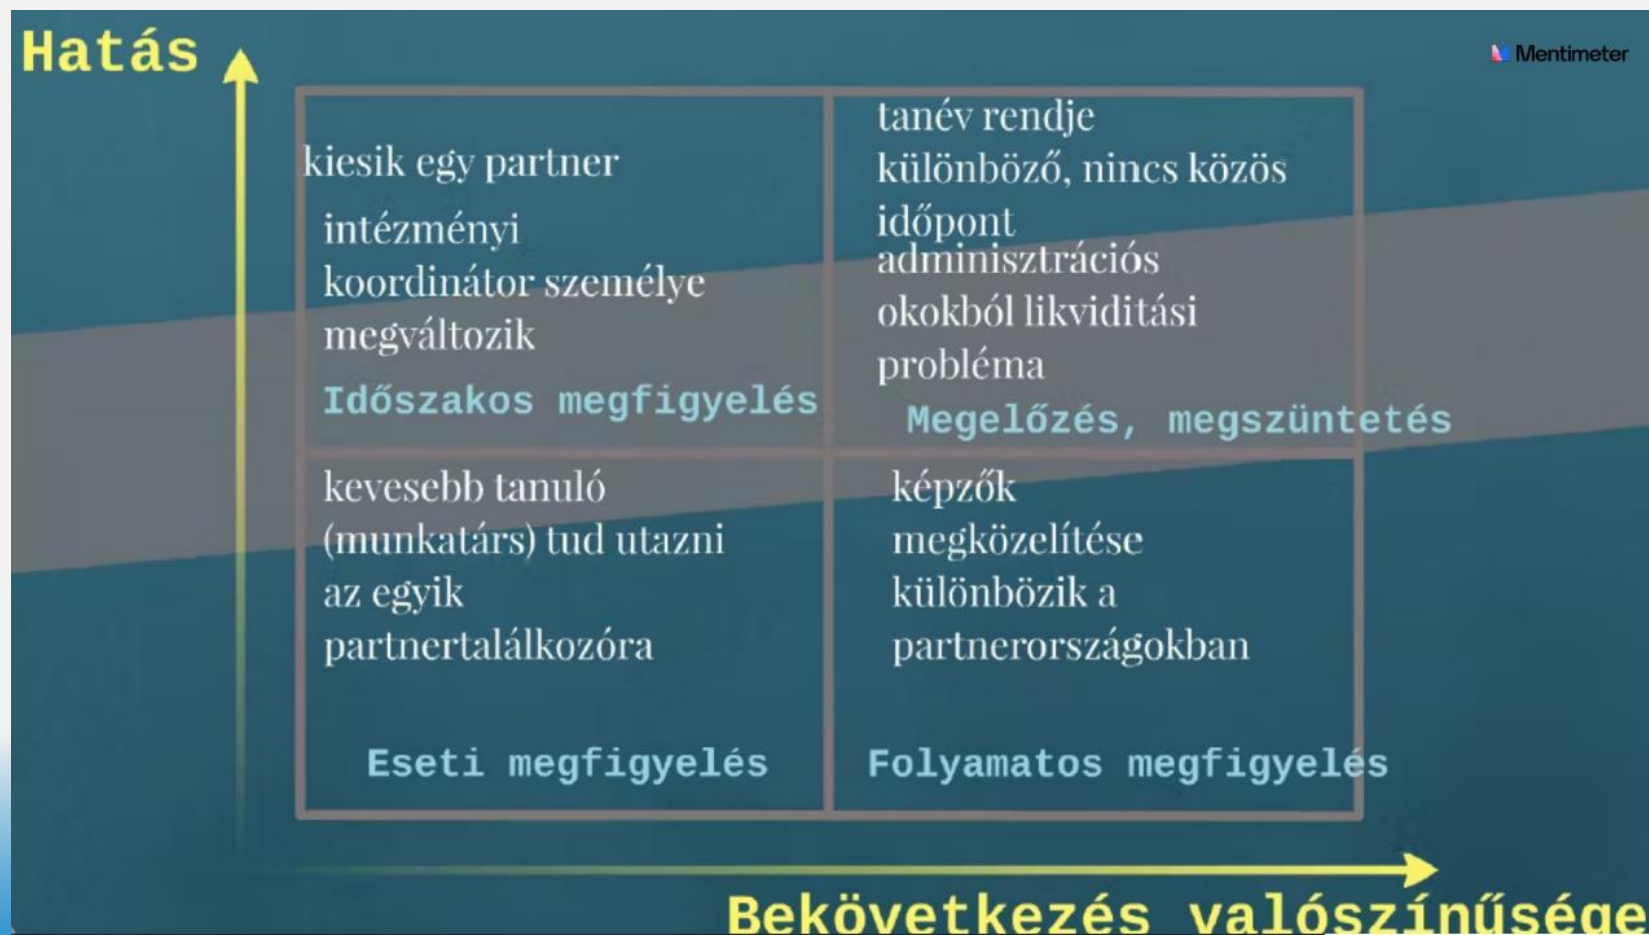 Hatás
Mentimeter
kiesik egy partner
intézményi
koordinátor személye
megváltozik
Időszakos megfigyelés
tanév rendje
különböző, nincs közös
időpont
adminisztrációs
okokból likviditási
probléma
Megelőzés, megszüntetés
kevesebb tanuló
(munkatárs) tud utazni
az egyik
partnertalálkozóra
Eseti megfigyelés
képzők
megközelítése
különbözik a
partnerországokban
Folyamatos megfigyelés
Bekövetkezés valószínűsége